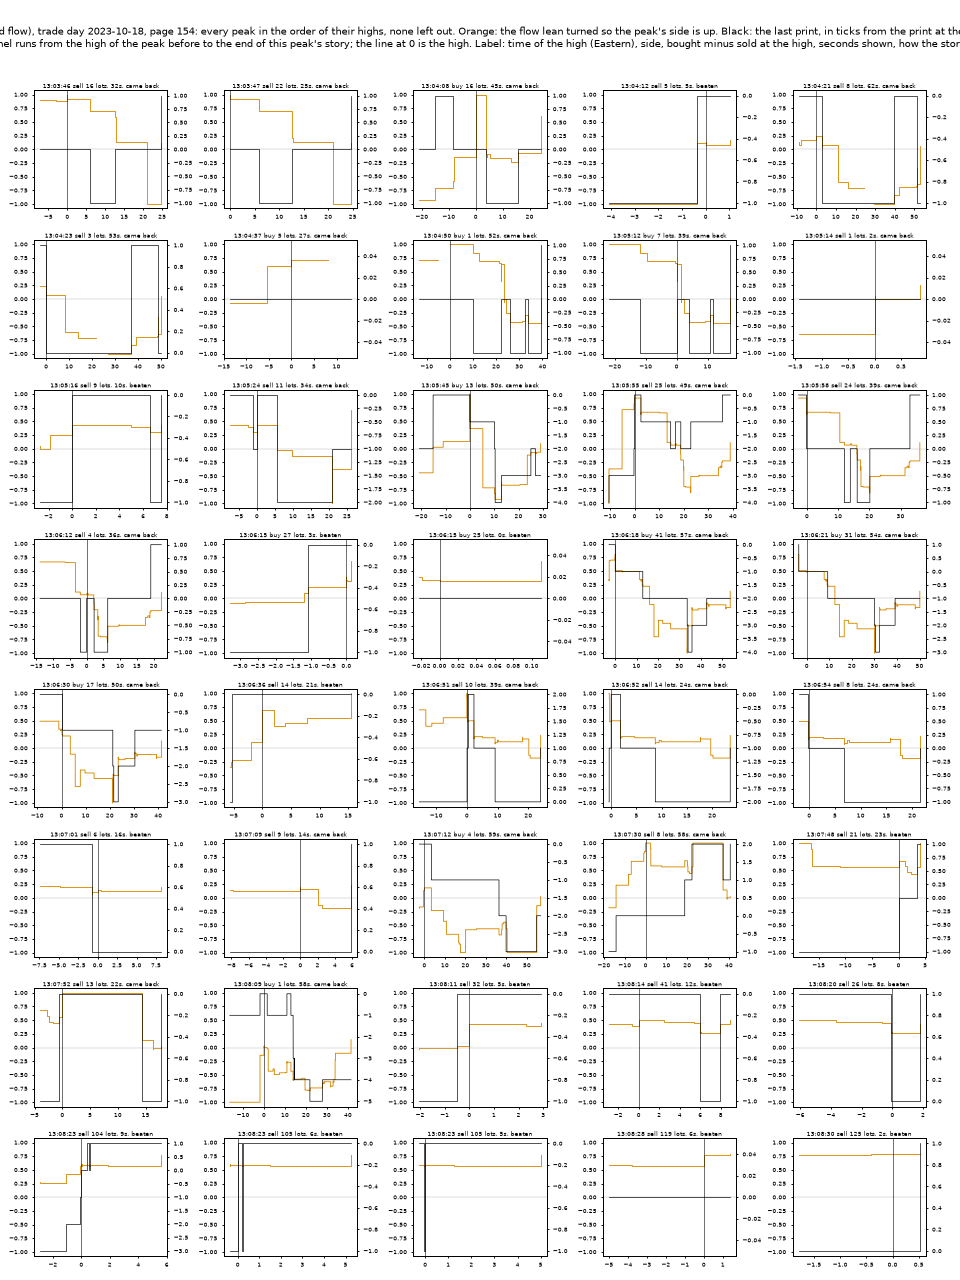 d flow), trade day 2023-10-18, page 154: every peak in the order of their highs, none left out. Orange: the flow lean turned so the peak's side is up. Black: the last print, in ticks from the print at the
nel runs from the high of the peak before to the end of this peak's story; the line at 0 is the high. Label: time of the high (Eastern), side, bought minus sold at the high, seconds shown, how the stor
13:03:46 sell 16 lots. 32s. came back
13:03:47 sell 22 lots. 25s. came back
13:04:08 buy 16 lots. 45s. came back
13:04:12 sell 5 lots. 5s. beaten
13:04:21 sell 8 lots. 62s. came back
13:04:23 sell 3 lots. 53s. came back
13:04:37 buy 5 lots. 27s. came back
13:04:50 buy 1 lots. 52s. came back
13:05:12 buy 7 lots. 39s. came back
13:05:14 sell 1 lots. 2s. came back
13:05:16 sell 9 lots. 10s. beaten
13:05:24 sell 11 lots. 34s. came back
13:05:45 buy 13 lots. 50s. came back
13:05:55 sell 25 lots. 49s. came back
13:05:58 sell 24 lots. 39s. came back
13:06:12 sell 4 lots. 36s. came back
13:06:15 buy 27 lots. 3s. beaten
13:06:15 buy 25 lots. 0s. beaten
13:06:18 buy 41 lots. 57s. came back
13:06:21 buy 31 lots. 54s. came back
13:06:30 buy 17 lots. 50s. came back
13:06:36 sell 14 lots. 21s. beaten
13:06:51 sell 10 lots. 39s. came back
13:06:52 sell 14 lots. 24s. came back
13:06:54 sell 8 lots. 24s. came back
13:07:01 sell 6 lots. 16s. beaten
13:07:09 sell 9 lots. 14s. came back
13:07:12 buy 4 lots. 59s. came back
13:07:30 sell 8 lots. 58s. came back
13:07:48 sell 21 lots. 23s. beaten
13:07:52 sell 13 lots. 22s. came back
13:08:09 buy 1 lots. 58s. came back
13:08:11 sell 32 lots. 5s. beaten
13:08:14 sell 41 lots. 12s. beaten
13:08:20 sell 26 lots. 8s. beaten
13:08:23 sell 104 lots. 9s. beaten
13:08:23 sell 105 lots. 6s. beaten
13:08:23 sell 105 lots. 5s. beaten
13:08:28 sell 119 lots. 6s. beaten
13:08:30 sell 125 lots. 2s. beaten